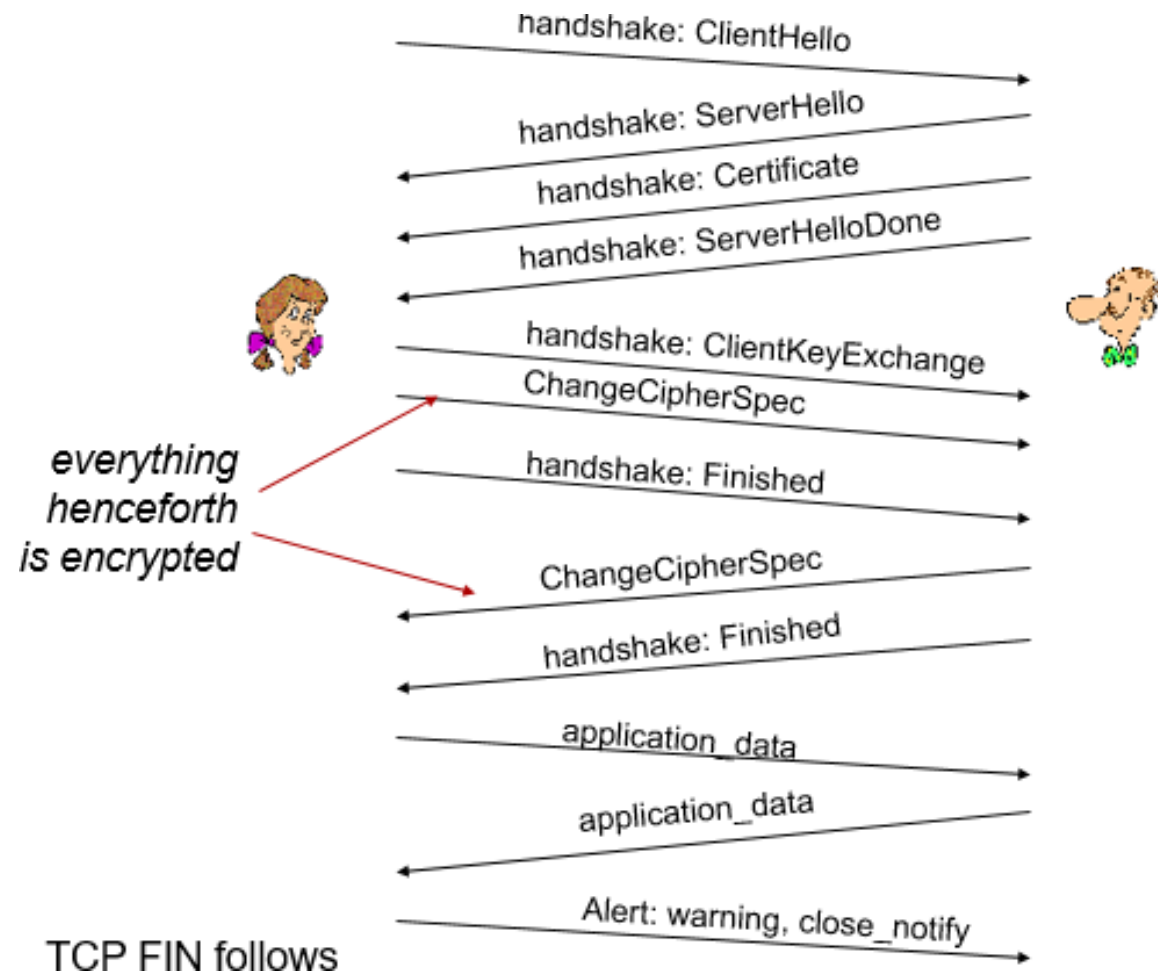 handshake: ClientHello
handshake: ServerHello
handshake: Certificate
handshake: ServerHelloDone
handshake: ClientKeyExchange
ChangeCipherSpec
everything
henceforth
is encrypted
handshake: Finished
ChangeCipherSpec
handshake: Finished
application_data
application_data
Alert: warning, close_notify
TCP FIN follows